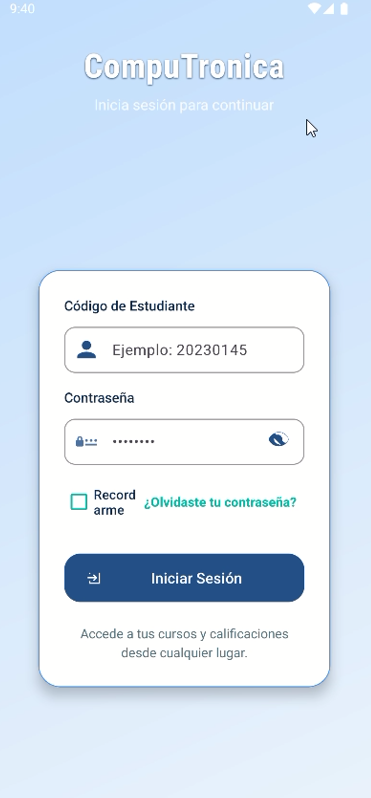 9:40
CompuTronica
Inicia sesión para continuar
Código de Estudiante
Ejemplo: 20230145
Contraseña
••••••••
Record
arme
¿Olvidaste tu contraseña?
Iniciar Sesión
Accede a tus cursos y calificaciones
desde cualquier lugar.